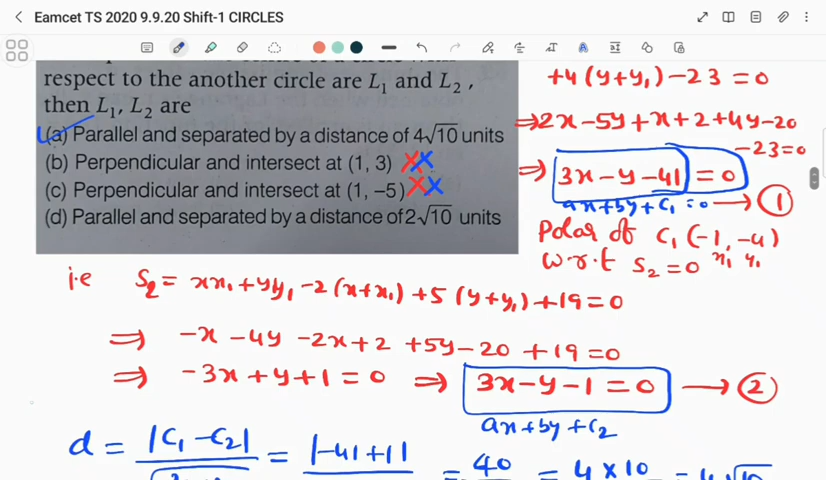 Eamcet TS 2020 9.9.20 Shift-1 CIRCLES
respect to the another circle are L₁ and L₂,
then L₁, L₂ are
(a) Parallel and separated by a distance of 4√10 units
(b) Perpendicular and intersect at (1, 3)
(c) Perpendicular and intersect at (1, −5)
(d) Parallel and separated by a distance of 2√10 units
+4(y+y₁)−23=0
⇒2x−5y+x+2+4y−20
−23=0
⇒ 3x−y−41=0
ax+by+c₁=0 → ①
Polar of C₁(−1,−4)
w.r.t S₂=0 x₁ y₁
i.e S₂ = xx₁+yy₁−2(x+x₁)+5(y+y₁)+19=0
⇒ −x −4y −2x+2 +5y−20 +19=0
⇒ −3x+y+1=0 ⇒ 3x−y−1=0 → ②
ax+by+c₂
d = |C₁−C₂| = |−41+1| = 40 = 4×10 = 4√10